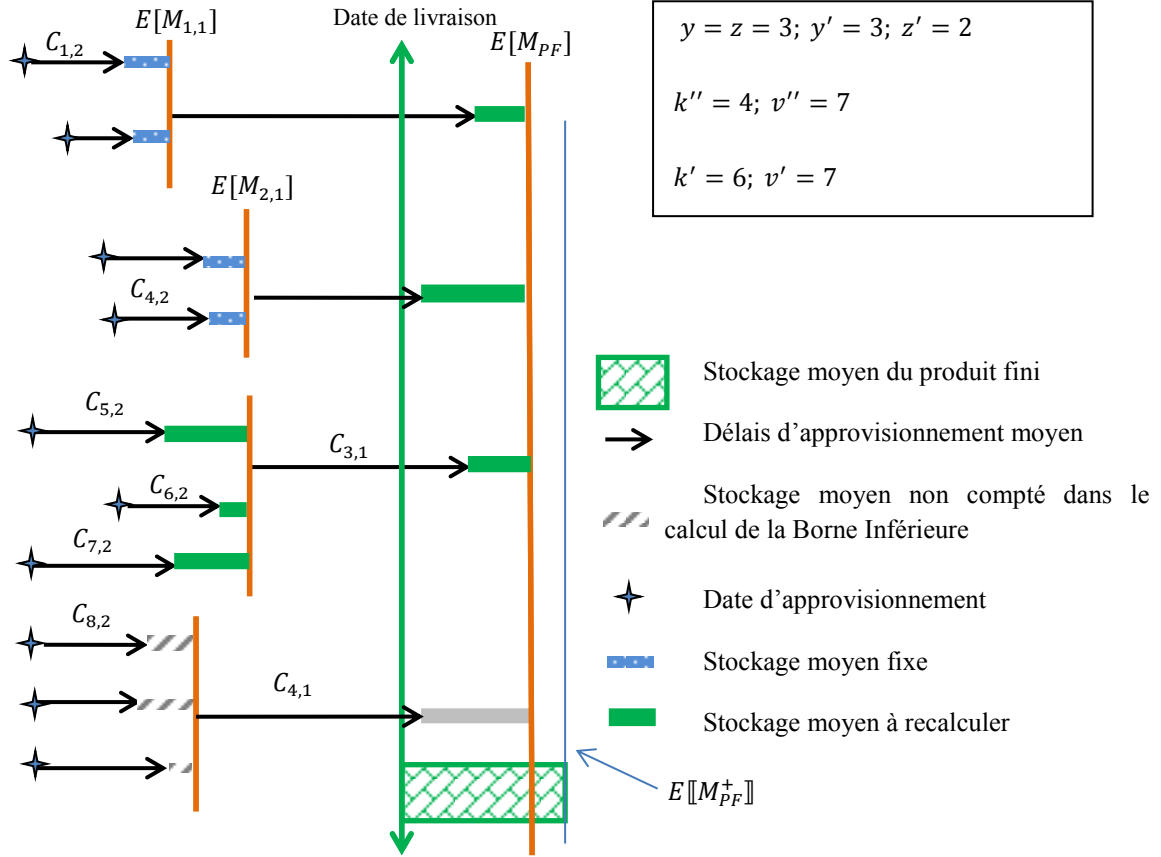 Date de livraison
E[M_{1,1}]
E[M_{PF}]
C_{1,2}
y = z = 3; y′ = 3; z′ = 2
k′′ = 4; v′′ = 7
k′ = 6; v′ = 7
E[M_{2,1}]
C_{4,2}
C_{5,2}
C_{3,1}
C_{6,2}
C_{7,2}
C_{8,2}
C_{4,1}
Stockage moyen du produit fini
Délais d’approvisionnement moyen
Stockage moyen non compté dans le
calcul de la Borne Inférieure
Date d’approvisionnement
Stockage moyen fixe
Stockage moyen à recalculer
E⟦M_{PF}^{+}⟧